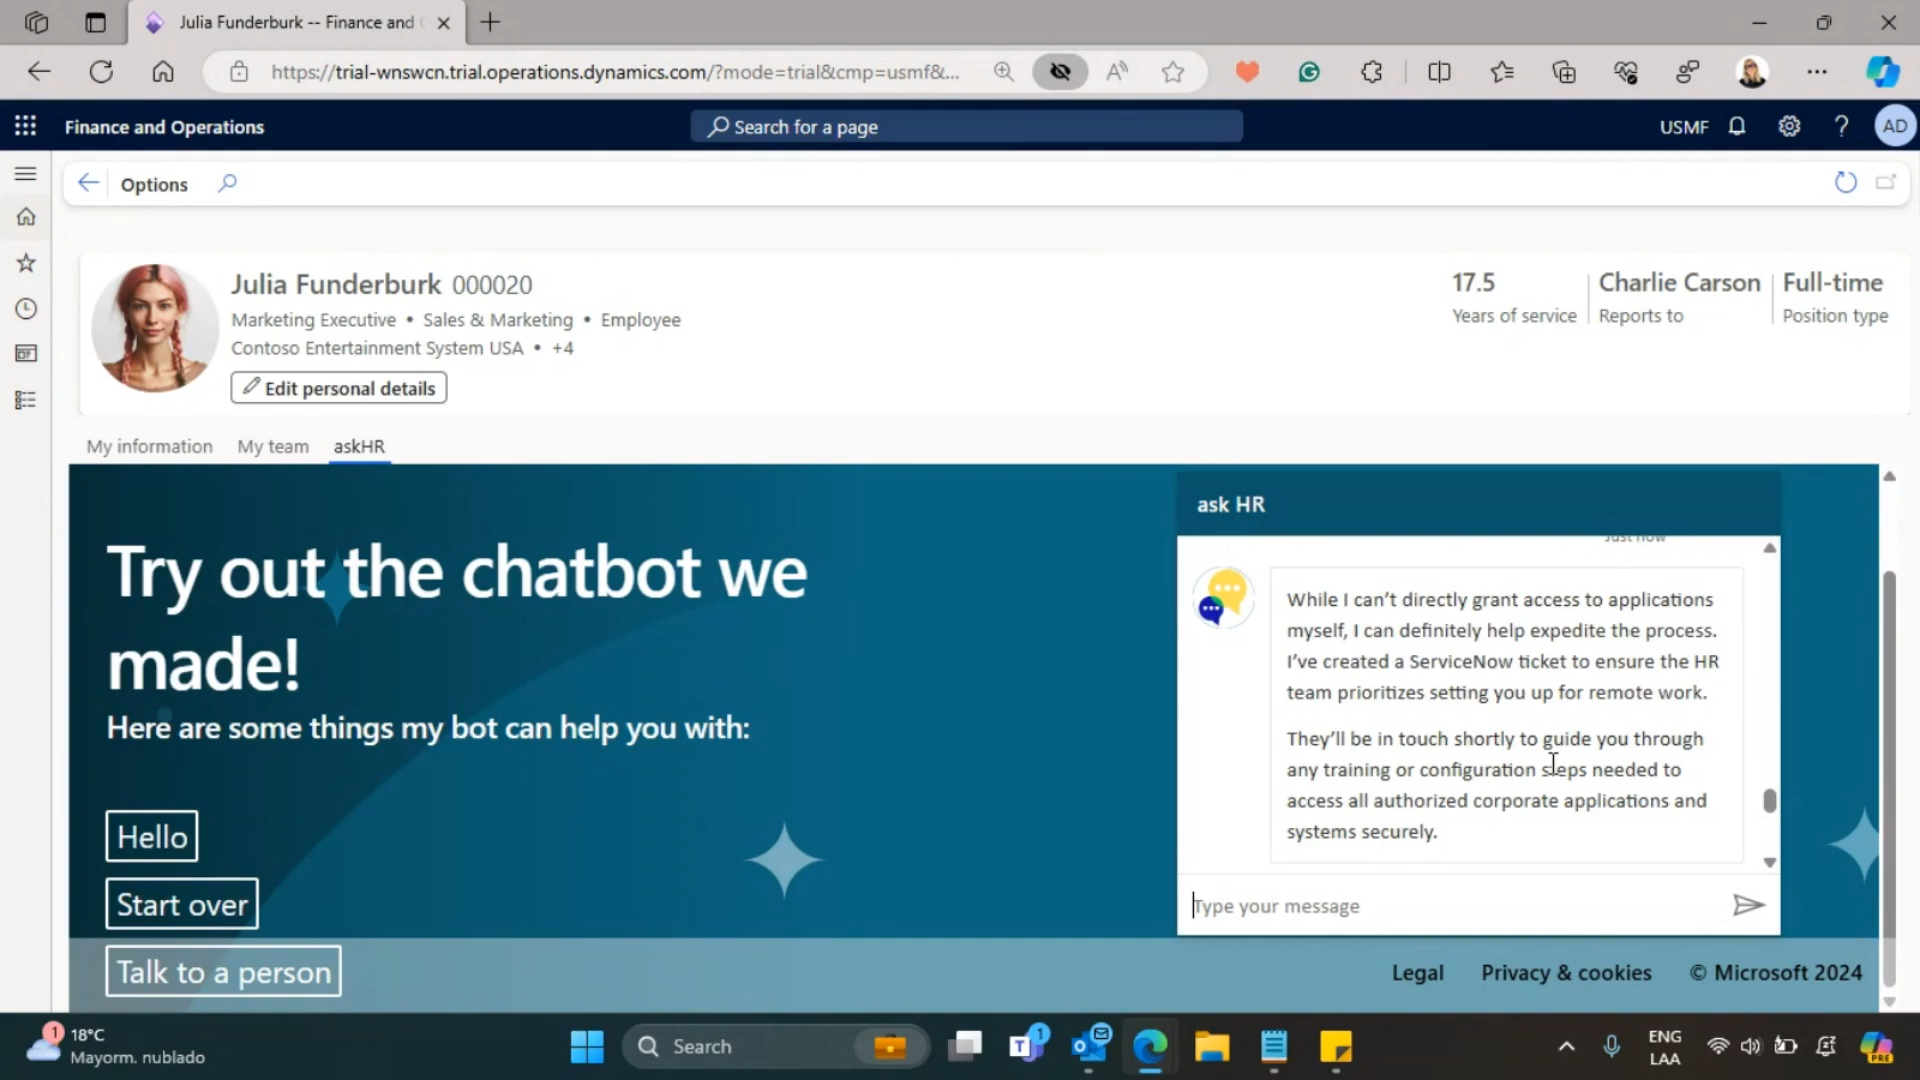 Julia Funderburk -- Finance and
https://trial-wnswcn.trial.operations.dynamics.com/?mode=trial&cmp=usmf&...
Finance and Operations
Search for a page
USMF
AD
Options
Julia Funderburk 000020
Marketing Executive • Sales & Marketing • Employee
Contoso Entertainment System USA • +4
Edit personal details
17.5
Years of service
Charlie Carson
Reports to
Full-time
Position type
My information
My team
askHR
Try out the chatbot we
made!
Here are some things my bot can help you with:
Hello
Start over
Talk to a person
ask HR
Just now
While I can’t directly grant access to applications
myself, I can definitely help expedite the process.
I’ve created a ServiceNow ticket to ensure the HR
team prioritizes setting you up for remote work.
They’ll be in touch shortly to guide you through
any training or configuration steps needed to
access all authorized corporate applications and
systems securely.
Type your message
Legal
Privacy & cookies
© Microsoft 2024
1
18°C
Mayorm. nublado
Search
1
ENG
LAA
PRE